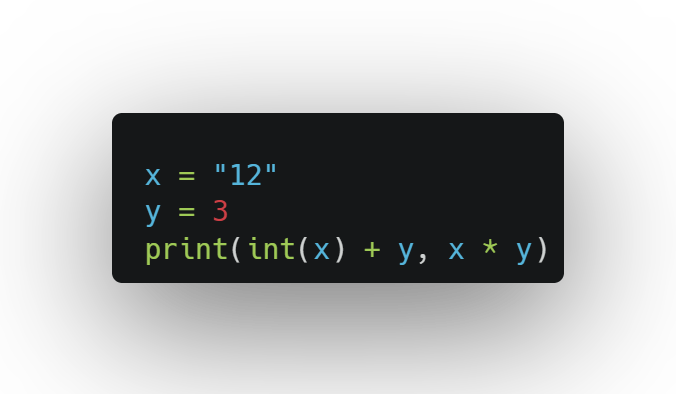 x = "12"
y = 3
print(int(x) + y, x * y)